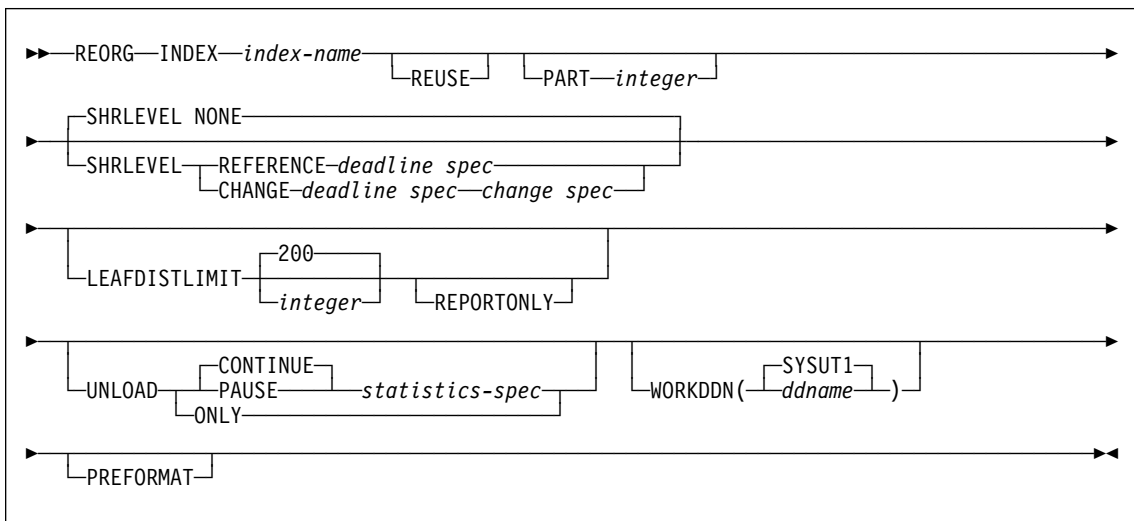 REORG INDEX index-name REUSE PART integer
SHRLEVEL NONE
SHRLEVEL REFERENCE deadline spec
CHANGE deadline spec change spec
200
LEAFDISTLIMIT integer REPORTONLY
CONTINUE SYSUT1
UNLOAD PAUSE statistics-spec WORKDDN( ddname )
ONLY
PREFORMAT